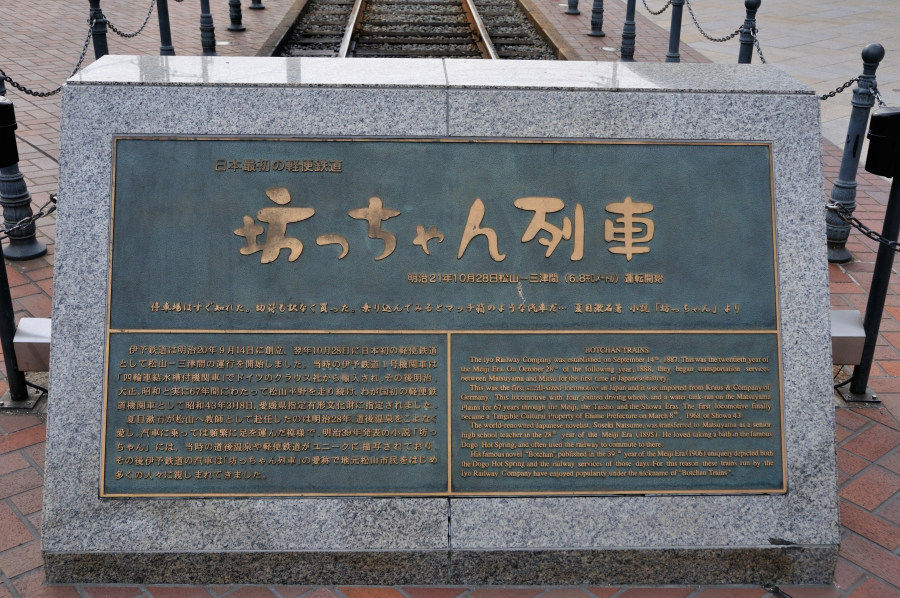 日本最初の軽便鉄道
坊っちゃん列車
明治21年10月28日松山―三津間(6.8キロメートル) 運転開始
停車場はすぐ知れた。切符も訳なく買った。乗り込んでみるとマッチ箱のような汽車だ… 夏目漱石著 小説「坊っちゃん」より
伊予鉄道は明治20年9月14日に創立、翌年10月28日に日本初の軽便鉄道
として松山―三津間の運行を開始しました。当時の伊予鉄道1号機関車は
「四輪連結水槽付機関車」でドイツのクラウス社から輸入され、その後明治、
大正、昭和と実に67年間にわたって松山平野を走り続け、わが国初の軽便鉄
道機関車として昭和43年3月8日、愛媛県指定有形文化財に指定されました。
夏目漱石が松山へ教師として赴任したのは明治28年、道後温泉をこよなく
愛し、汽車に乗っては頻繁に足を運んだ模様で、明治39年発表の小説「坊っ
ちゃん」には、当時の道後温泉や軽便鉄道がユニークに描写されており、
その後伊予鉄道の汽車は「坊っちゃん列車」の愛称で地元松山市民をはじめ
多くの人々に親しまれてきました。
BOTCHAN TRAINS
The Iyo Railway Company was established on September 14th, 1887. This was the twentieth year of
the Meiji Era. On October 28th of the following year, 1888, they began transportation services
between Matsuyama and Mitsu for the first time in Japanese history.
This was the first small-sized locomotive in Japan and it was imported from Kraus & Company of
Germany. This locomotive with four jointed driving wheels and a water tank ran on the Matsuyama
Plains for 67 years through the Meiji, the Taisho and the Showa Eras. The first locomotive finally
became a Tangible Cultural Property of Ehime Prefecture on March 8th, 1968 or Showa 43.
The world-renowned Japanese novelist, Soseki Natsume, was transferred to Matsuyama as a senior
high school teacher in the 28th year of the Meiji Era (1895). He loved taking a bath in the famous
Dogo Hot Spring, and often used the railway to commute to there.
His famous novel "Botchan" published in the 39th year of the Meiji Era (1906) uniquely depicted both
the Dogo Hot Spring and the railway services of those days. For this reason these trains run by the
Iyo Railway Company have enjoyed popularity under the nickname of "Botchan Trains".